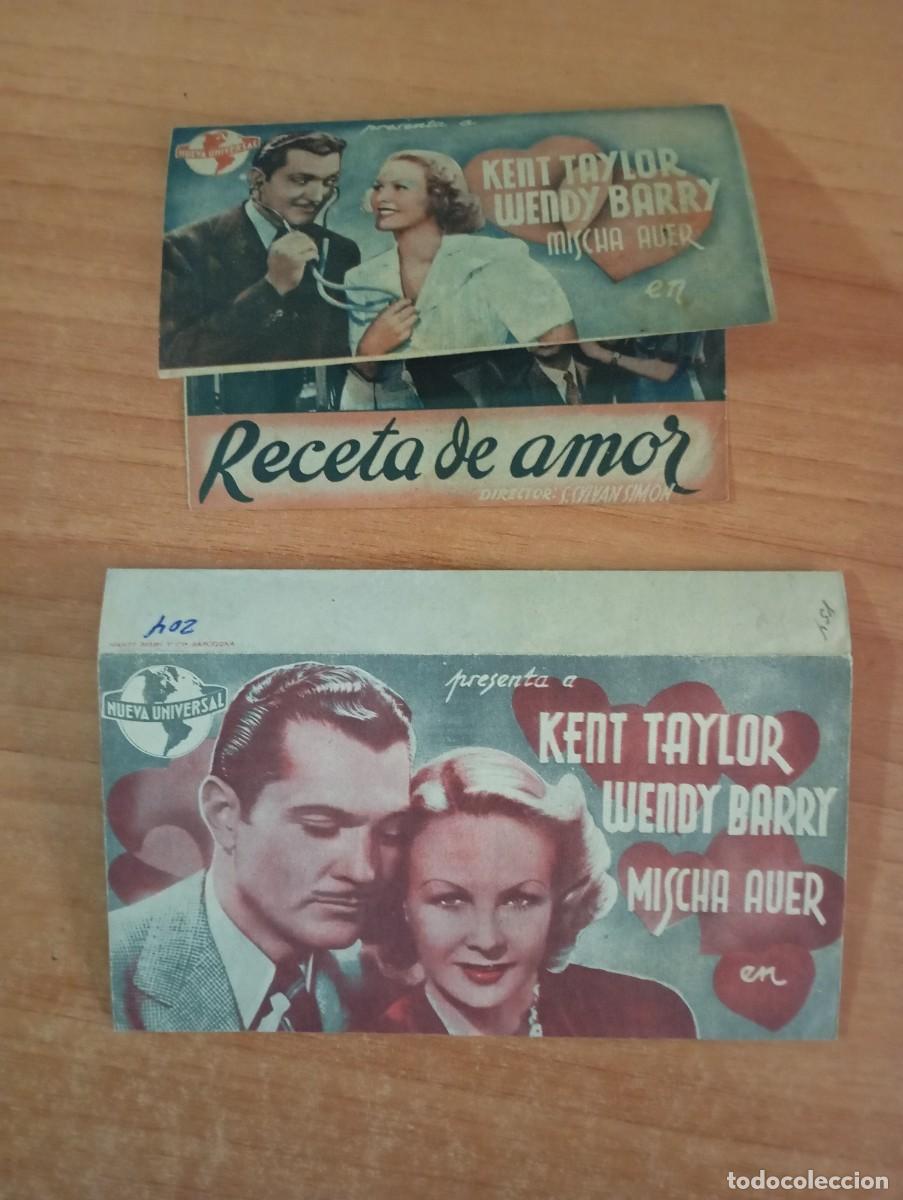 NUEVA UNIVERSAL
presenta a
KENT TAYLOR
WENDY BARRY
MISCHA AUER
en
Receta de amor
DIRECTOR: S. SYLVAN SIMON
204
NUEVA UNIVERSAL
presenta a
KENT TAYLOR
WENDY BARRY
MISCHA AUER
en
todocoleccion